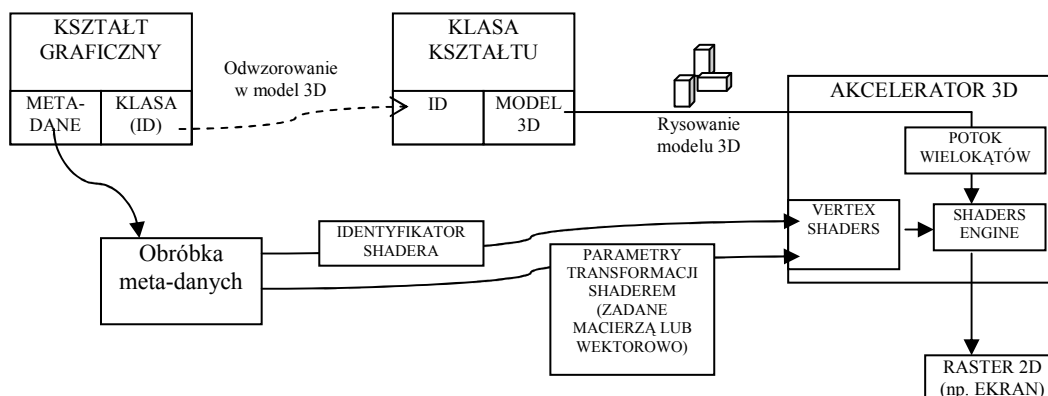 KSZTAŁT
GRAFICZNY
META-
DANE
KLASA
(ID)
Odwzorowanie
w model 3D
KLASA
KSZTAŁTU
ID
MODEL
3D
Rysowanie
modelu 3D
AKCELERATOR 3D
POTOK
WIELOKĄTÓW
VERTEX
SHADERS
SHADERS
ENGINE
IDENTYFIKATOR
SHADERA
Obróbka
meta-danych
PARAMETRY
TRANSFORMACJI
SHADEREM
(ZADANE
MACIERZĄ LUB
WEKTOROWO)
RASTER 2D
(np. EKRAN)